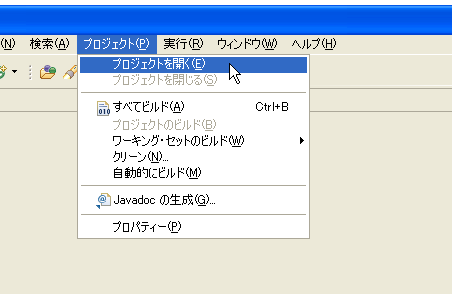 (N) 検索(A) プロジェクト(P) 実行(R) ウィンドウ(W) ヘルプ(H)
プロジェクトを開く(E)
プロジェクトを閉じる(S)
すべてビルド(A) Ctrl+B
プロジェクトのビルド(B)
ワーキング・セットのビルド(W)
クリーン(N)...
自動的にビルド(M)
Javadoc の生成(G)...
プロパティー(P)